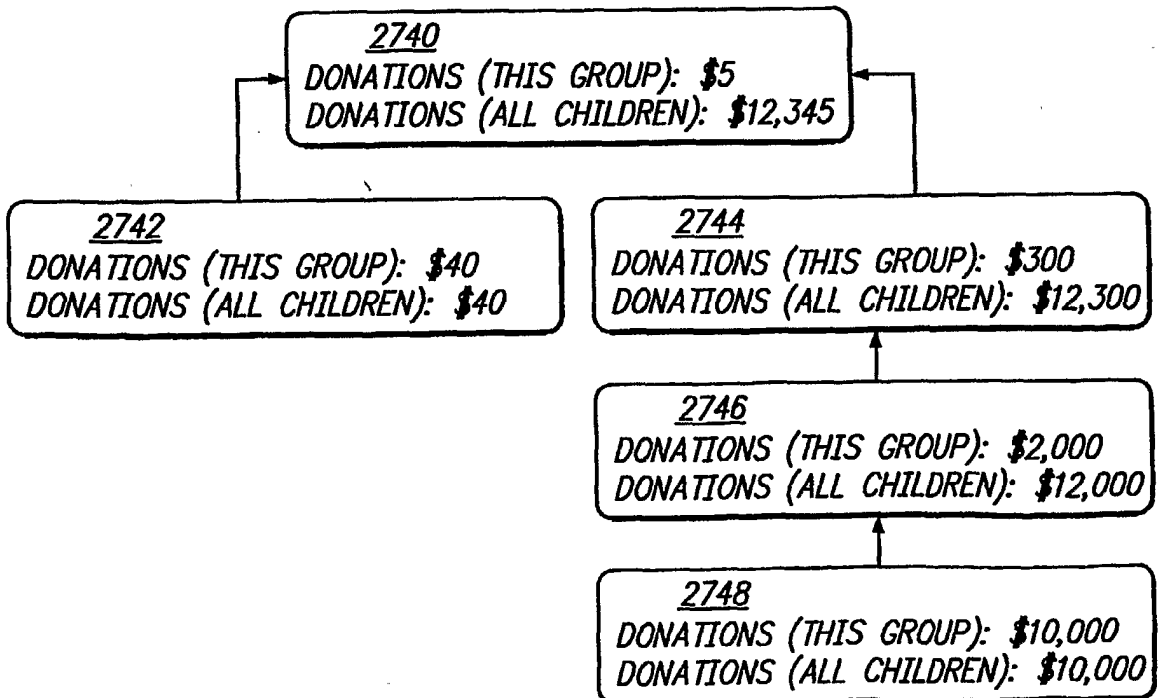 2740
DONATIONS (THIS GROUP): $5
DONATIONS (ALL CHILDREN): $12,345
2742
DONATIONS (THIS GROUP): $40
DONATIONS (ALL CHILDREN): $40
2744
DONATIONS (THIS GROUP): $300
DONATIONS (ALL CHILDREN): $12,300
2746
DONATIONS (THIS GROUP): $2,000
DONATIONS (ALL CHILDREN): $12,000
2748
DONATIONS (THIS GROUP): $10,000
DONATIONS (ALL CHILDREN): $10,000